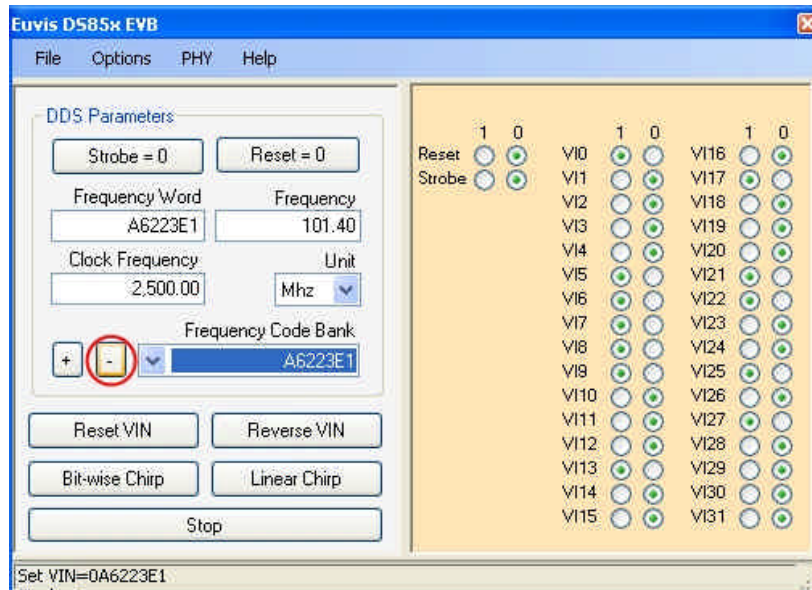 Euvis DS85x EVB
File Options PHY Help
DDS Parameters
Strobe = 0 Reset = 0
Frequency Word Frequency
A6223E1 101.40
Clock Frequency Unit
2,500.00 Mhz
Frequency Code Bank
+ - A6223E1
Reset VIN Reverse VIN
Bit-wise Chirp Linear Chirp
Stop
1 0 1 0 1 0
Reset VI0 VI16
Strobe VI1 VI17
VI2 VI18
VI3 VI19
VI4 VI20
VI5 VI21
VI6 VI22
VI7 VI23
VI8 VI24
VI9 VI25
VI10 VI26
VI11 VI27
VI12 VI28
VI13 VI29
VI14 VI30
VI15 VI31
Set VIN=0A6223E1